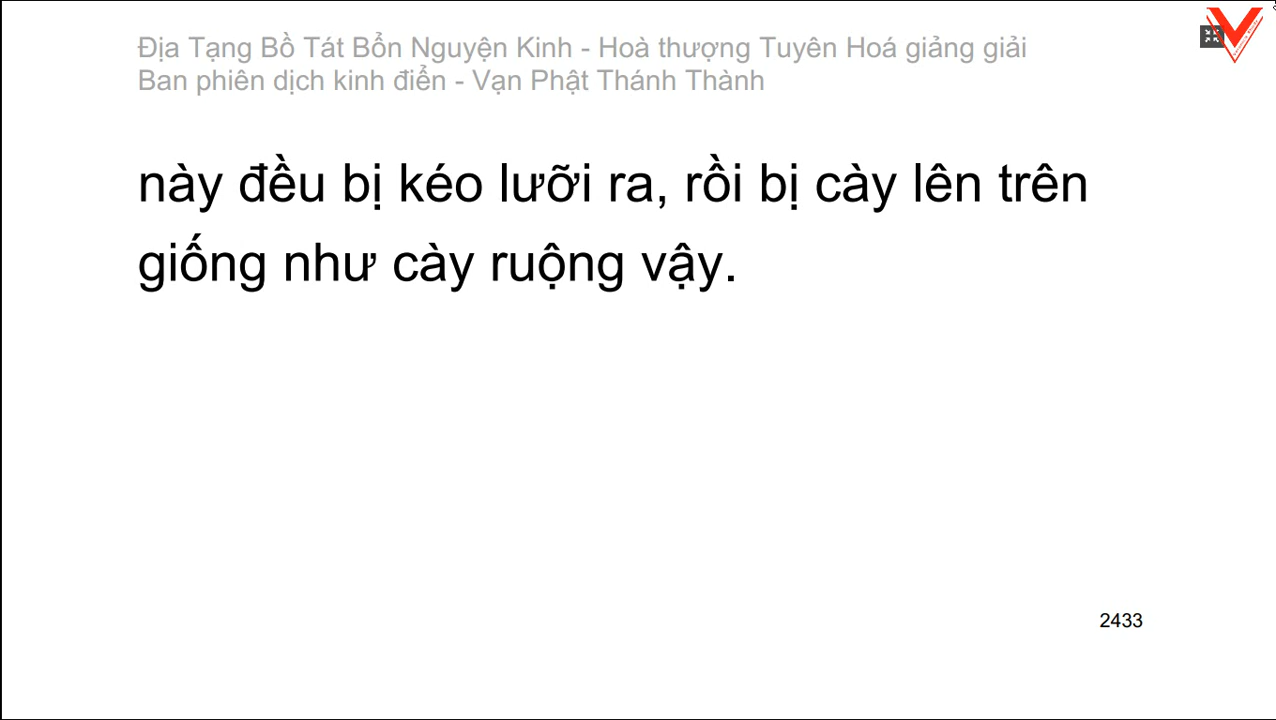 Địa Tạng Bồ Tát Bổn Nguyện Kinh - Hoà thượng Tuyên Hoá giảng giải
Ban phiên dịch kinh điển - Vạn Phật Thánh Thành
này đều bị kéo lưỡi ra, rồi bị cày lên trên
giống như cày ruộng vậy.
2433